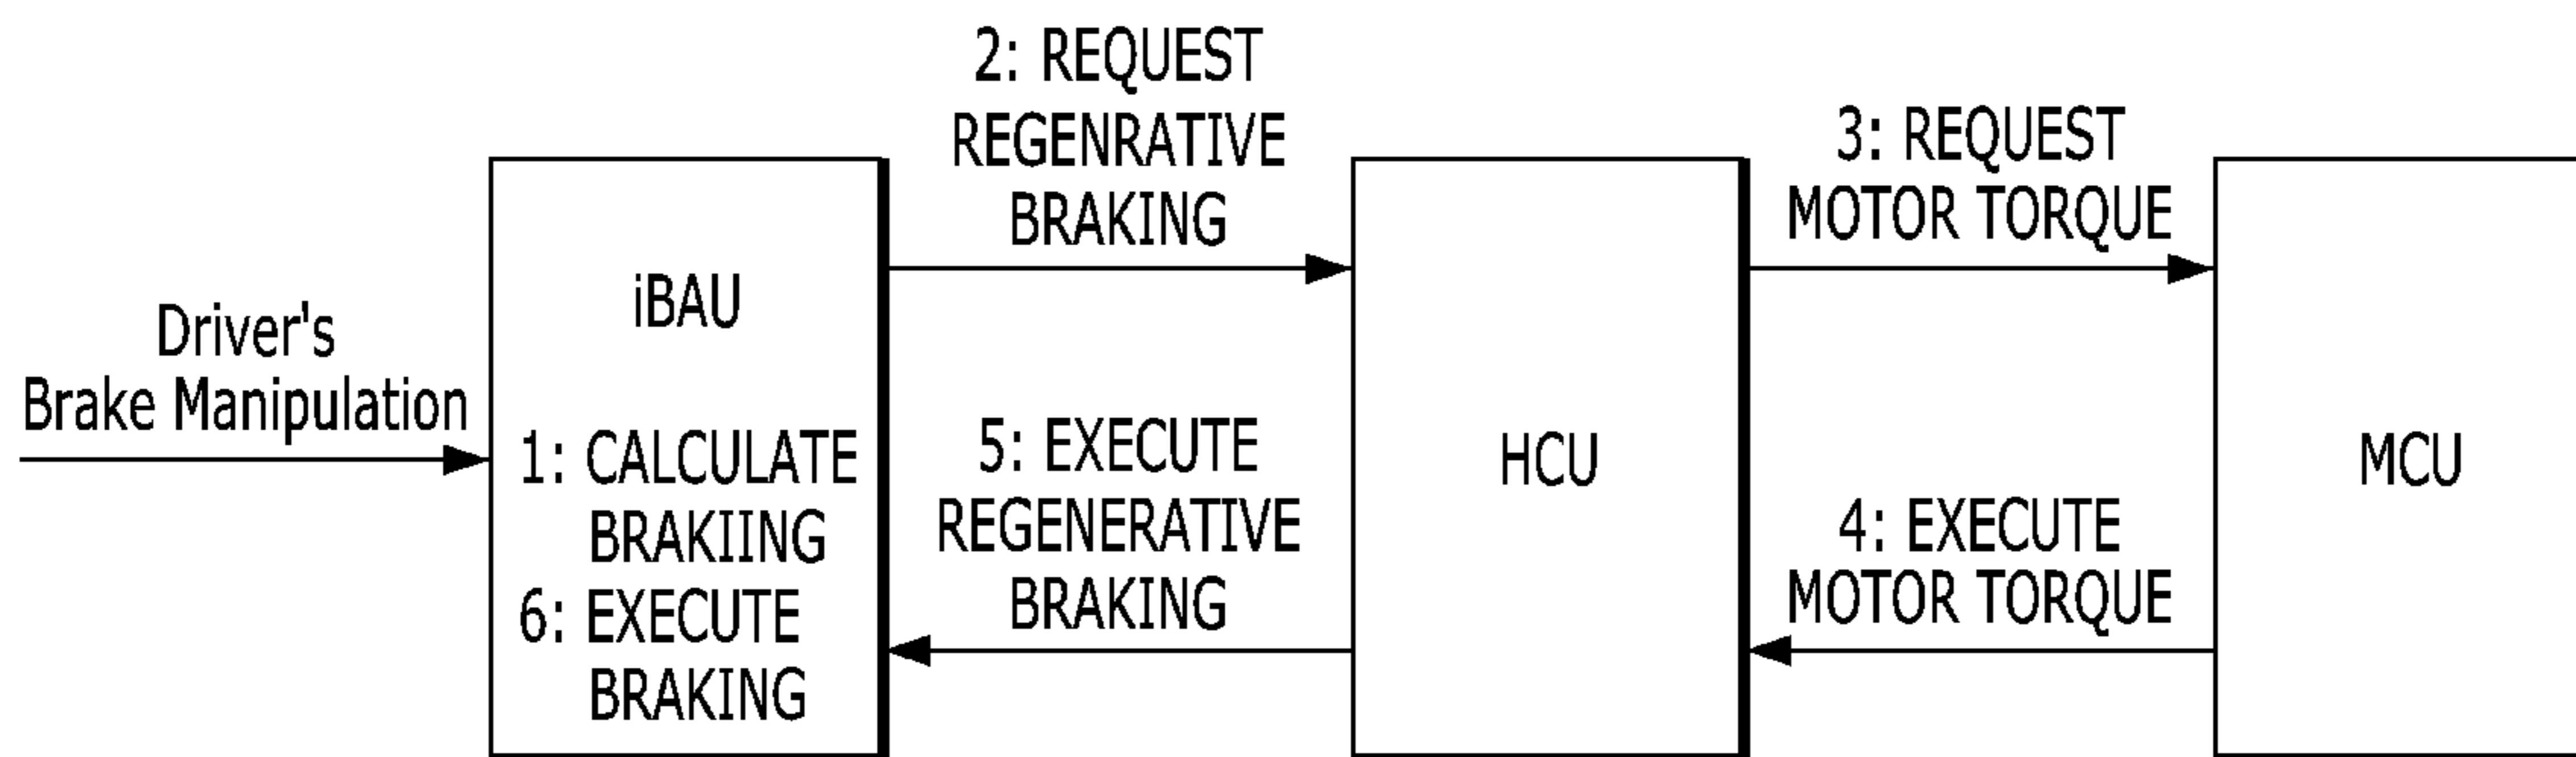 Driver's
Brake Manipulation
iBAU
1: CALCULATE
BRAKIING
6: EXECUTE
BRAKING
2: REQUEST
REGENRATIVE
BRAKING
5: EXECUTE
REGENERATIVE
BRAKING
HCU
3: REQUEST
MOTOR TORQUE
4: EXECUTE
MOTOR TORQUE
MCU